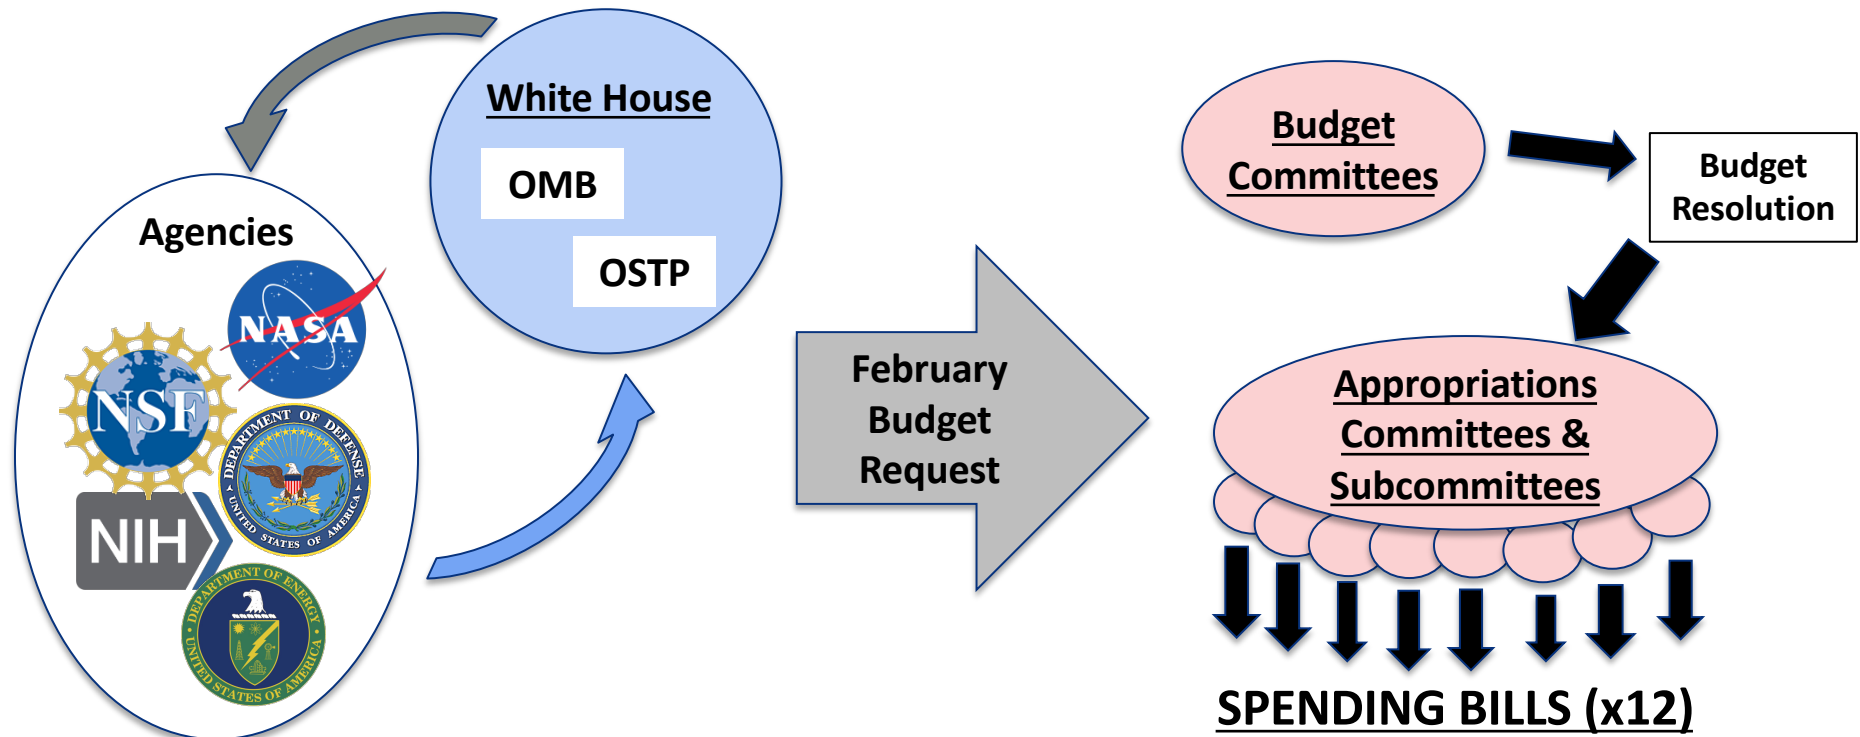 White House
OMB
OSTP
Agencies
NASA
NSF
DEPARTMENT OF DEFENSE
UNITED STATES OF AMERICA
NIH
DEPARTMENT OF ENERGY
UNITED STATES OF AMERICA
February
Budget
Request
Budget
Committees
Budget
Resolution
Appropriations
Committees &
Subcommittees
SPENDING BILLS (x12)